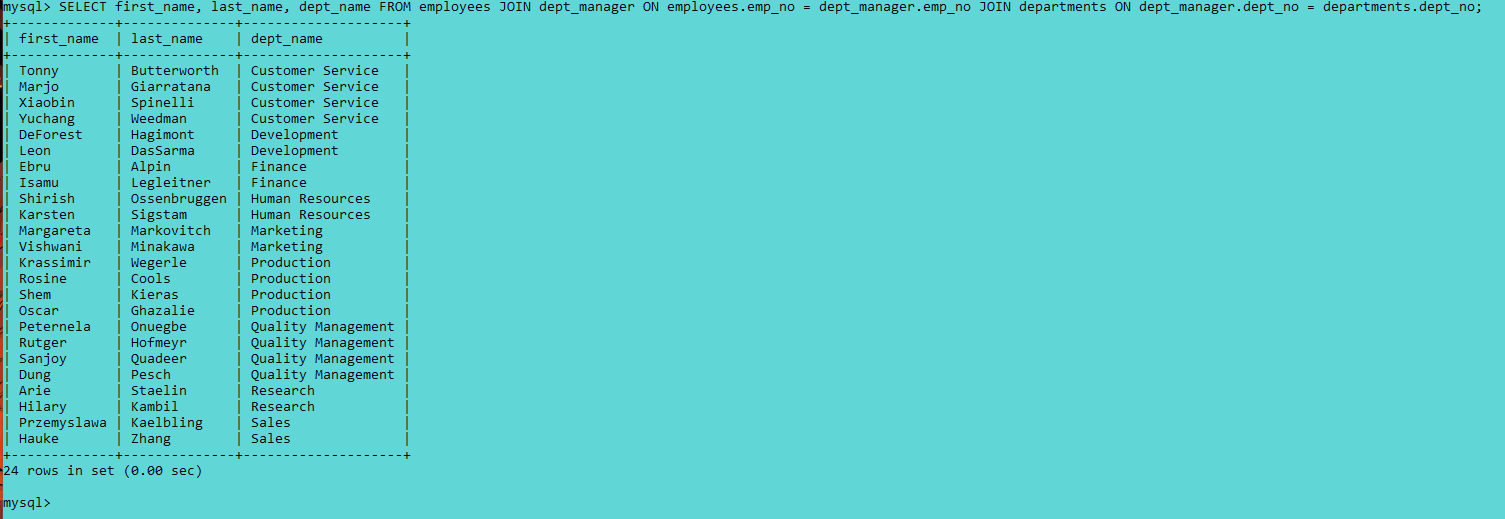 mysql> SELECT first_name, last_name, dept_name FROM employees JOIN dept_manager ON employees.emp_no = dept_manager.emp_no JOIN departments ON dept_manager.dept_no = departments.dept_no;
+-------------+--------------+--------------------+
| first_name  | last_name    | dept_name          |
+-------------+--------------+--------------------+
| Tonny       | Butterworth  | Customer Service   |
| Marjo       | Giarratana   | Customer Service   |
| Xiaobin     | Spinelli     | Customer Service   |
| Yuchang     | Weedman      | Customer Service   |
| DeForest    | Hagimont     | Development        |
| Leon        | DasSarma     | Development        |
| Ebru        | Alpin        | Finance            |
| Isamu       | Legleitner   | Finance            |
| Shirish     | Ossenbruggen | Human Resources    |
| Karsten     | Sigstam      | Human Resources    |
| Margareta   | Markovitch   | Marketing          |
| Vishwani    | Minakawa     | Marketing          |
| Krassimir   | Wegerle      | Production         |
| Rosine      | Cools        | Production         |
| Shem        | Kieras       | Production         |
| Oscar       | Ghazalie     | Production         |
| Peternela   | Onuegbe      | Quality Management |
| Rutger      | Hofmeyr      | Quality Management |
| Sanjoy      | Quadeer      | Quality Management |
| Dung        | Pesch        | Quality Management |
| Arie        | Staelin      | Research           |
| Hilary      | Kambil       | Research           |
| Przemyslawa | Kaelbling    | Sales              |
| Hauke       | Zhang        | Sales              |
+-------------+--------------+--------------------+
24 rows in set (0.00 sec)
mysql>